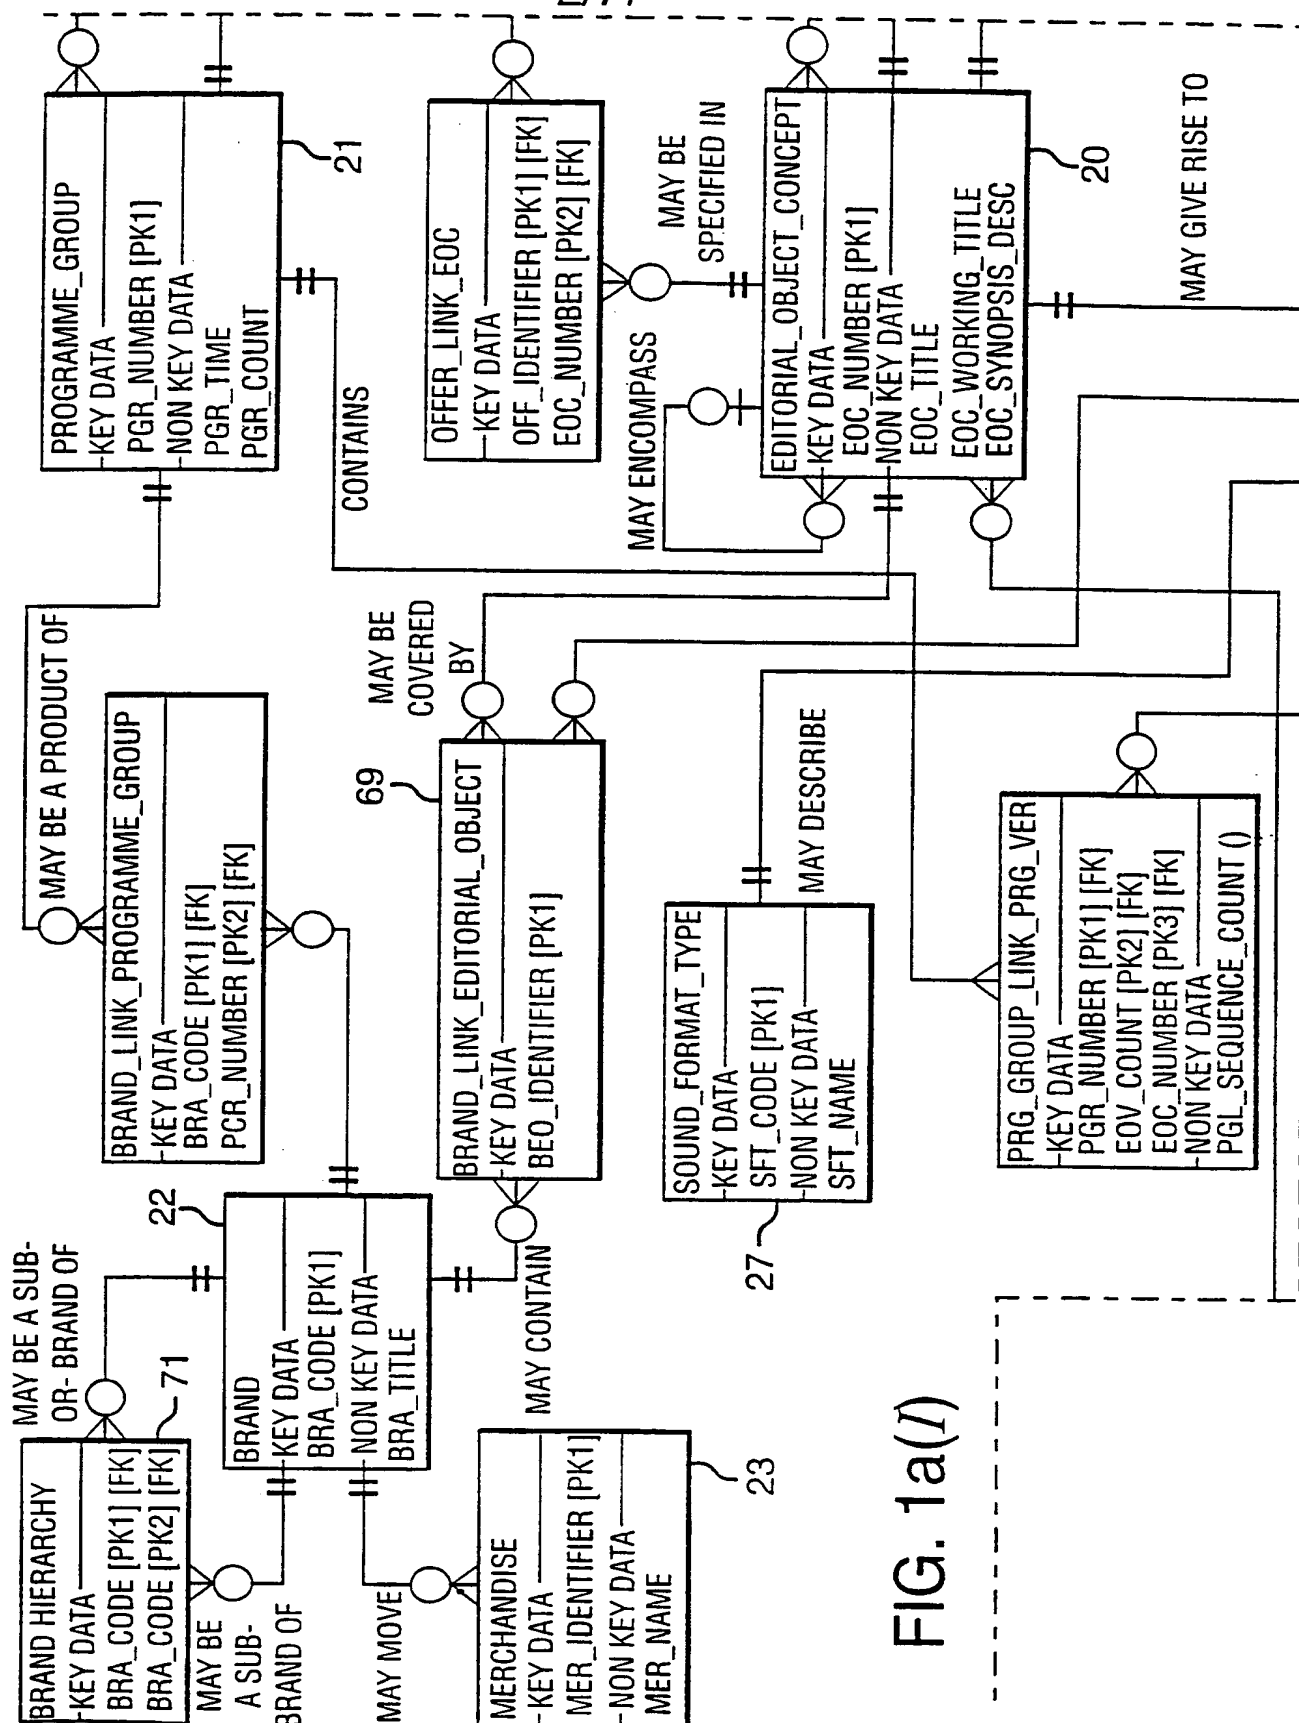 BRAND HIERARCHY
KEY DATA
BRA_CODE [PK1] [FK]
BRA_CODE [PK2] [FK]
71
MAY BE A SUB-
OR- BRAND OF
MAY BE
A SUB-
BRAND OF
BRAND
KEY DATA
BRA_CODE [PK1]
NON KEY DATA
BRA_TITLE
22
MAY MOVE
MERCHANDISE
KEY DATA
MER_IDENTIFIER [PK1]
NON KEY DATA
MER_NAME
23
MAY CONTAIN
BRAND_LINK_PROGRAMME_GROUP
KEY DATA
BRA_CODE [PK1] [FK]
PCR_NUMBER [PK2] [FK]
MAY BE A PRODUCT OF
PROGRAMME_GROUP
KEY DATA
PGR_NUMBER [PK1]
NON KEY DATA
PGR_TIME
PGR_COUNT
21
CONTAINS
BRAND_LINK_EDITORIAL_OBJECT
KEY DATA
BEO_IDENTIFIER [PK1]
69
MAY BE
COVERED
BY
OFFER_LINK_EOC
KEY DATA
OFF_IDENTIFIER [PK1] [FK]
EOC_NUMBER [PK2] [FK]
MAY BE
SPECIFIED IN
MAY ENCOMPASS
EDITORIAL_OBJECT_CONCEPT
KEY DATA
EOC_NUMBER [PK1]
NON KEY DATA
EOC_TITLE
EOC_WORKING_TITLE
EOC_SYNOPSIS_DESC
20
MAY GIVE RISE TO
SOUND_FORMAT_TYPE
KEY DATA
SFT_CODE [PK1]
NON KEY DATA
SFT_NAME
27
MAY DESCRIBE
PRG_GROUP_LINK_PRG_VER
KEY DATA
PGR_NUMBER [PK1] [FK]
EOV_COUNT [PK2] [FK]
EOC_NUMBER [PK3] [FK]
NON KEY DATA
PGL_SEQUENCE_COUNT ()
FIG. 1a(I)